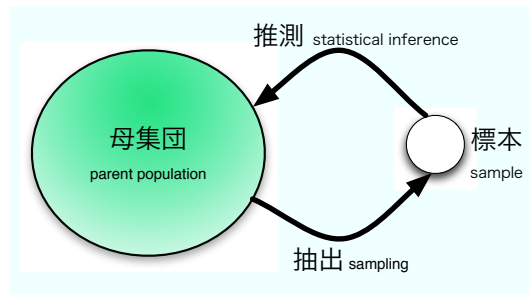 推測 statistical inference
母集団
parent population
標本
sample
抽出 sampling